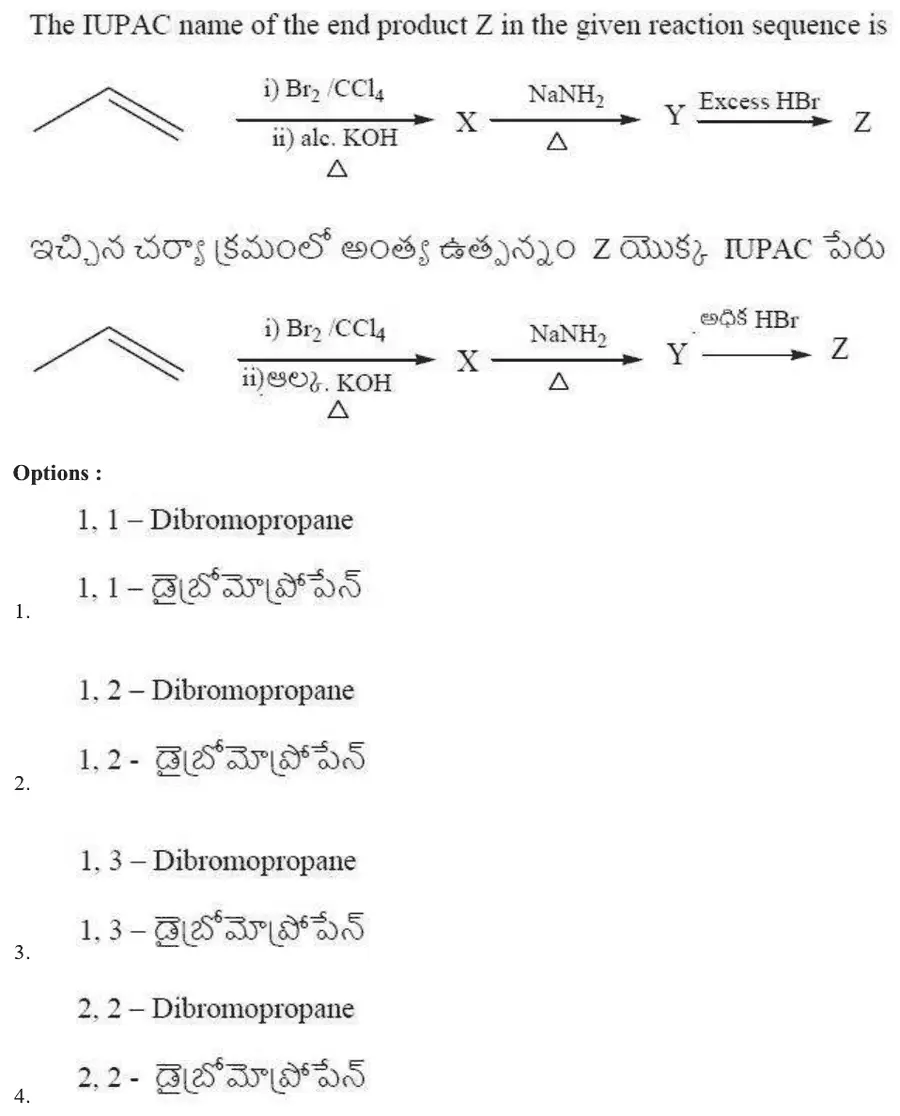 The IUPAC name of the end product Z in the given reaction sequence is
i) Br2 /CCl4
ii) alc. KOH
Δ
X
NaNH2
Δ
Y
Excess HBr
Z
ఇచ్చిన చర్యా క్రమంలో అంత్య ఉత్పన్నం Z యొక్క IUPAC పేరు
i) Br2 /CCl4
ii)ఆల్క. KOH
Δ
X
NaNH2
Δ
Y
అధిక HBr
Z
Options :
1, 1 – Dibromopropane
1, 1 – డైబ్రోమోప్రోపేన్
1.
1, 2 – Dibromopropane
1, 2 - డైబ్రోమోప్రోపేన్
2.
1, 3 – Dibromopropane
1, 3 – డైబ్రోమోప్రోపేన్
3.
2, 2 – Dibromopropane
2, 2 - డైబ్రోమోప్రోపేన్
4.